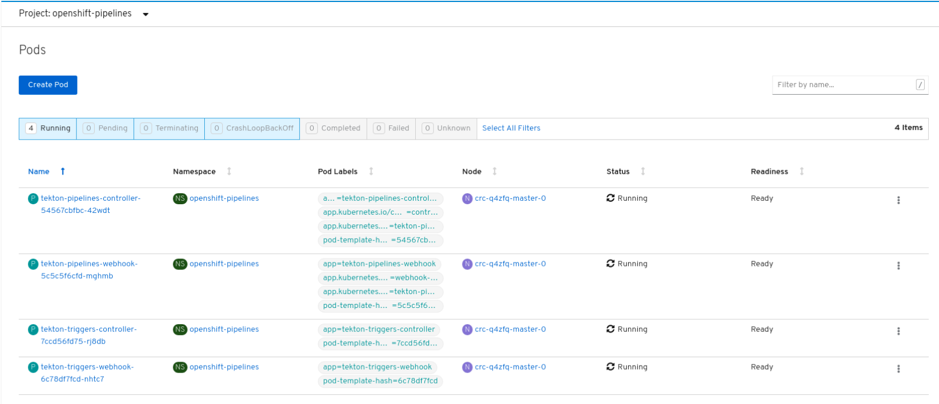 Project: openshift-pipelines
Pods
Create Pod
Filter by name...
/
4 Running 0 Pending 0 Terminating 0 CrashLoopBackOff 0 Completed 0 Failed 0 Unknown Select All Filters 4 Items
Name Namespace Pod Labels Node Status Readiness
P tekton-pipelines-controller-
54567cbfbc-42wdt
NS openshift-pipelines
a... =tekton-pipelines-control...
app.kubernetes.io/c... =contr...
app.kubernetes.... =tekton-pi...
pod-template-h... =54567cb...
N crc-q4zfq-master-0
Running
Ready
P tekton-pipelines-webhook-
5c5c5f6cfd-mghmb
NS openshift-pipelines
app=tekton-pipelines-webhook
app.kubernetes.... =webhook-...
app.kubernetes.... =tekton-pi...
pod-template-h... =5c5c5f6...
N crc-q4zfq-master-0
Running
Ready
P tekton-triggers-controller-
7ccd56fd75-rj8db
NS openshift-pipelines
app=tekton-triggers-controller
pod-template-h... =7ccd56fd...
N crc-q4zfq-master-0
Running
Ready
P tekton-triggers-webhook-
6c78df7fcd-nhtc7
NS openshift-pipelines
app=tekton-triggers-webhook
pod-template-hash=6c78df7fcd
N crc-q4zfq-master-0
Running
Ready